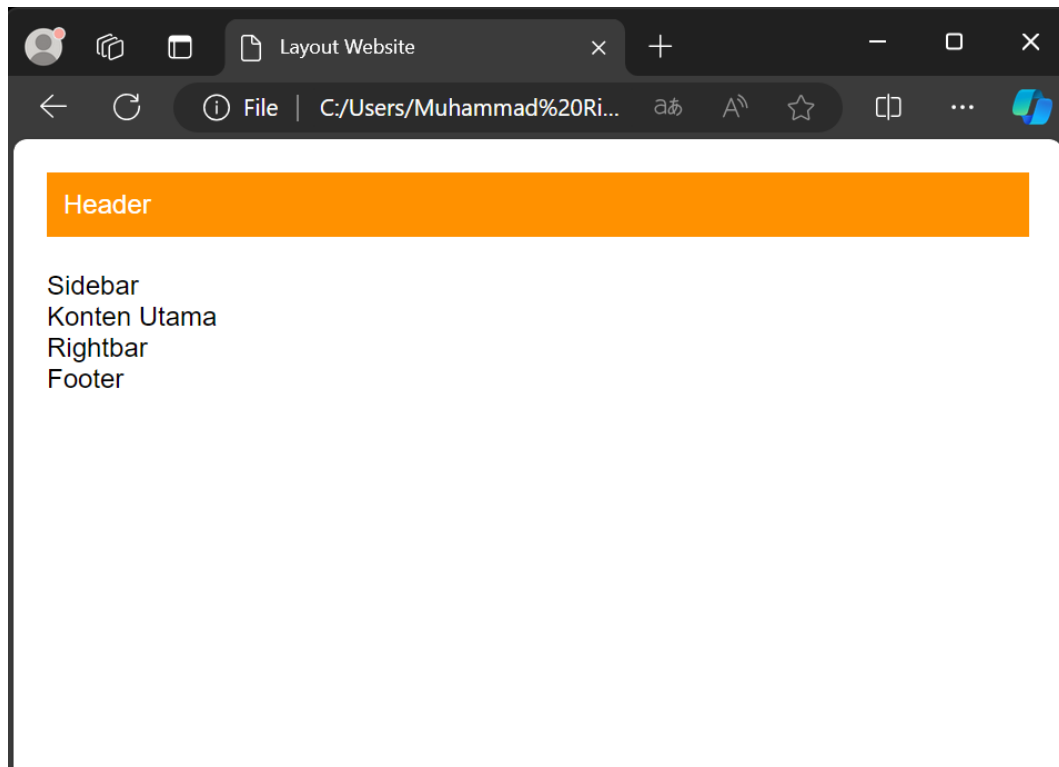 Layout Website
File | C:/Users/Muhammad%20Ri...
Header
Sidebar
Konten Utama
Rightbar
Footer